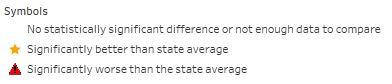 Symbols
No statistically significant difference or not enough data to compare
Significantly better than state average
Significantly worse than the state average